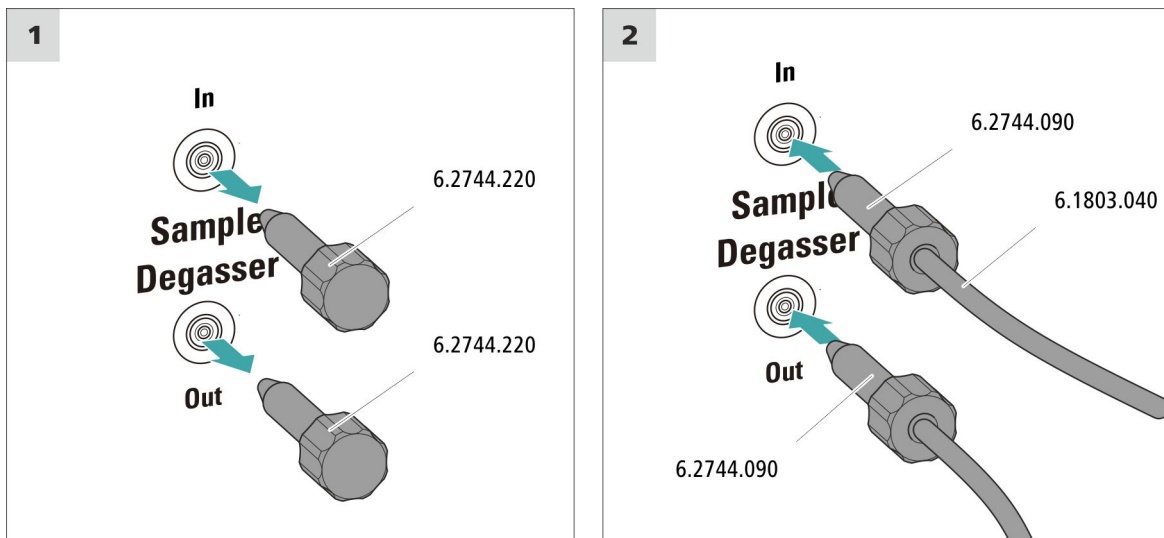 1
In
6.2744.220
Sample
Degasser
6.2744.220
Out
2
In
6.2744.090
6.1803.040
Sample
Degasser
Out
6.2744.090